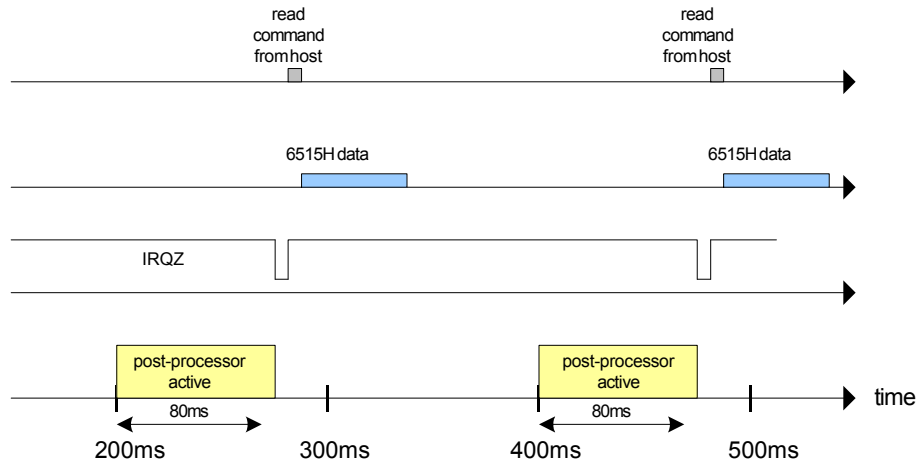 read
command
from host
read
command
from host
6515H data
6515H data
IRQZ
post-processor
active
post-processor
active
time
80ms
80ms
200ms
300ms
400ms
500ms